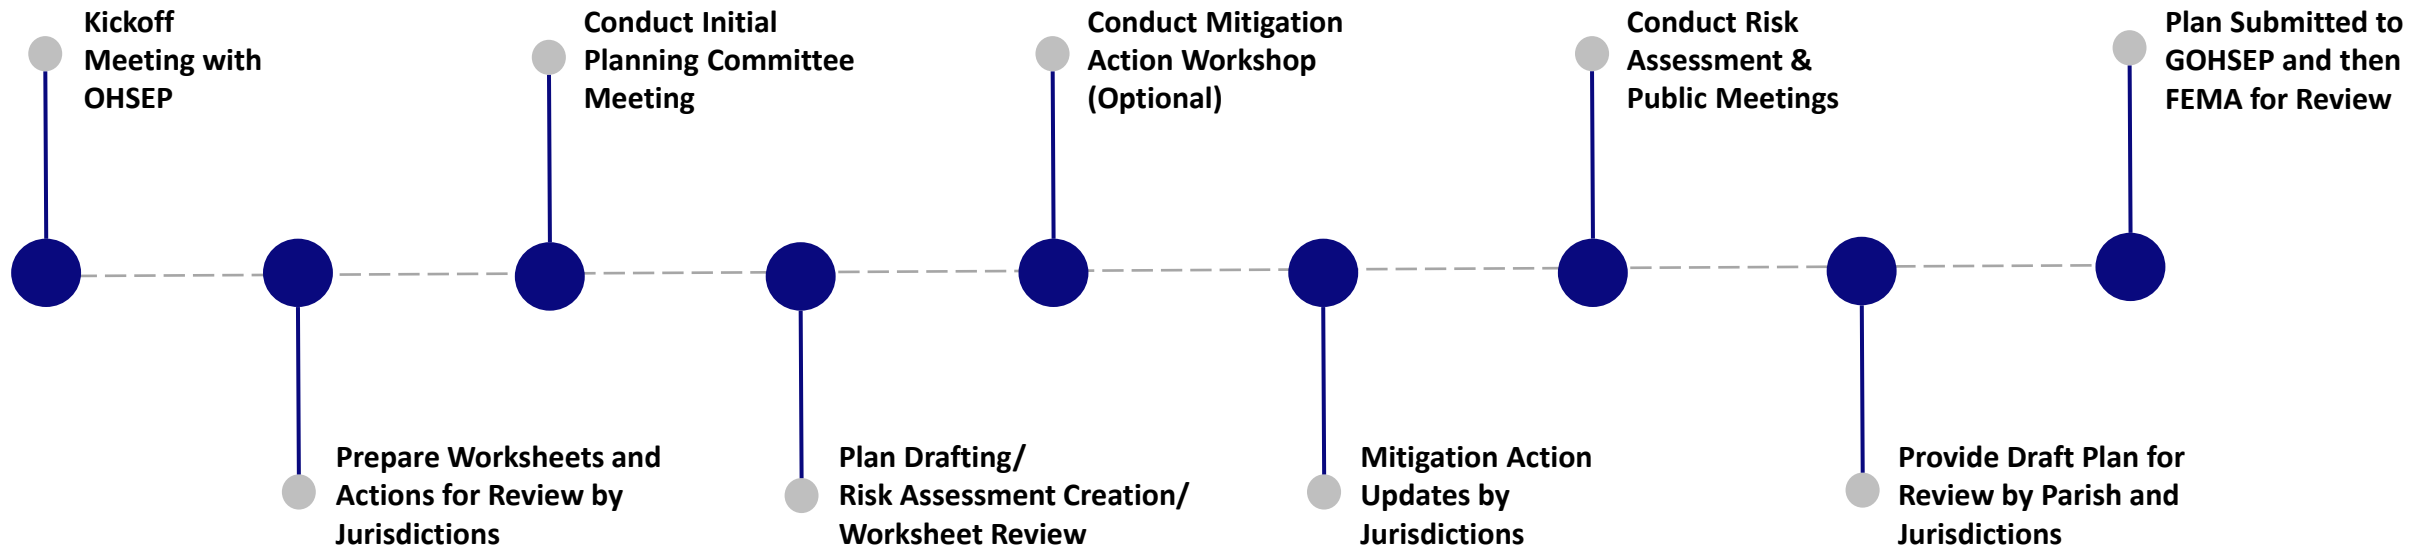 Kickoff
Meeting with
OHSEP
Conduct Initial
Planning Committee
Meeting
Conduct Mitigation
Action Workshop
(Optional)
Conduct Risk
Assessment &
Public Meetings
Plan Submitted to
GOHSEP and then
FEMA for Review
Prepare Worksheets and
Actions for Review by
Jurisdictions
Plan Drafting/
Risk Assessment Creation/
Worksheet Review
Mitigation Action
Updates by
Jurisdictions
Provide Draft Plan for
Review by Parish and
Jurisdictions